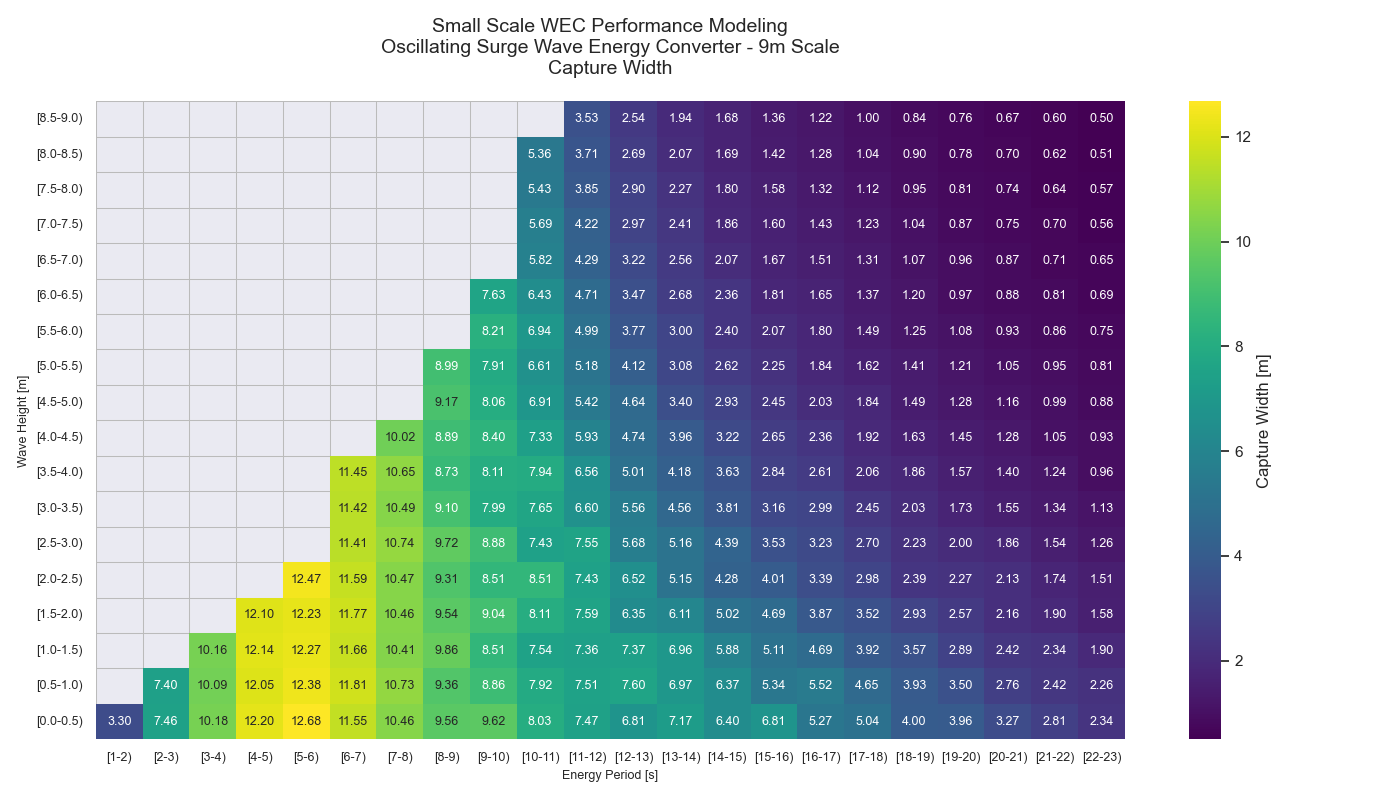 Small Scale WEC Performance Modeling
Oscillating Surge Wave Energy Converter - 9m Scale
Capture Width
[8.5-9.0) 3.53 2.54 1.94 1.68 1.36 1.22 1.00 0.84 0.76 0.67 0.60 0.50
[8.0-8.5) 5.36 3.71 2.69 2.07 1.69 1.42 1.28 1.04 0.90 0.78 0.70 0.62 0.51
[7.5-8.0) 5.43 3.85 2.90 2.27 1.80 1.58 1.32 1.12 0.95 0.81 0.74 0.64 0.57
[7.0-7.5) 5.69 4.22 2.97 2.41 1.86 1.60 1.43 1.23 1.04 0.87 0.75 0.70 0.56
[6.5-7.0) 5.82 4.29 3.22 2.56 2.07 1.67 1.51 1.31 1.07 0.96 0.87 0.71 0.65
[6.0-6.5) 7.63 6.43 4.71 3.47 2.68 2.36 1.81 1.65 1.37 1.20 0.97 0.88 0.81 0.69
[5.5-6.0) 8.21 6.94 4.99 3.77 3.00 2.40 2.07 1.80 1.49 1.25 1.08 0.93 0.86 0.75
[5.0-5.5) 8.99 7.91 6.61 5.18 4.12 3.08 2.62 2.25 1.84 1.62 1.41 1.21 1.05 0.95 0.81
[4.5-5.0) 9.17 8.06 6.91 5.42 4.64 3.40 2.93 2.45 2.03 1.84 1.49 1.28 1.16 0.99 0.88
[4.0-4.5) 10.02 8.89 8.40 7.33 5.93 4.74 3.96 3.22 2.65 2.36 1.92 1.63 1.45 1.28 1.05 0.93
[3.5-4.0) 11.45 10.65 8.73 8.11 7.94 6.56 5.01 4.18 3.63 2.84 2.61 2.06 1.86 1.57 1.40 1.24 0.96
[3.0-3.5) 11.42 10.49 9.10 7.99 7.65 6.60 5.56 4.56 3.81 3.16 2.99 2.45 2.03 1.73 1.55 1.34 1.13
[2.5-3.0) 11.41 10.74 9.72 8.88 7.43 7.55 5.68 5.16 4.39 3.53 3.23 2.70 2.23 2.00 1.86 1.54 1.26
[2.0-2.5) 12.47 11.59 10.47 9.31 8.51 8.51 7.43 6.52 5.15 4.28 4.01 3.39 2.98 2.39 2.27 2.13 1.74 1.51
[1.5-2.0) 12.10 12.23 11.77 10.46 9.54 9.04 8.11 7.59 6.35 6.11 5.02 4.69 3.87 3.52 2.93 2.57 2.16 1.90 1.58
[1.0-1.5) 10.16 12.14 12.27 11.66 10.41 9.86 8.51 7.54 7.36 7.37 6.96 5.88 5.11 4.69 3.92 3.57 2.89 2.42 2.34 1.90
[0.5-1.0) 7.40 10.09 12.05 12.38 11.81 10.73 9.36 8.86 7.92 7.51 7.60 6.97 6.37 5.34 5.52 4.65 3.93 3.50 2.76 2.42 2.26
[0.0-0.5) 3.30 7.46 10.18 12.20 12.68 11.55 10.46 9.56 9.62 8.03 7.47 6.81 7.17 6.40 6.81 5.27 5.04 4.00 3.96 3.27 2.81 2.34
[1-2) [2-3) [3-4) [4-5) [5-6) [6-7) [7-8) [8-9) [9-10) [10-11) [11-12) [12-13) [13-14) [14-15) [15-16) [16-17) [17-18) [18-19) [19-20) [20-21) [21-22) [22-23)
Energy Period [s]
Wave Height [m]
12
10
8
6
4
2
Capture Width [m]